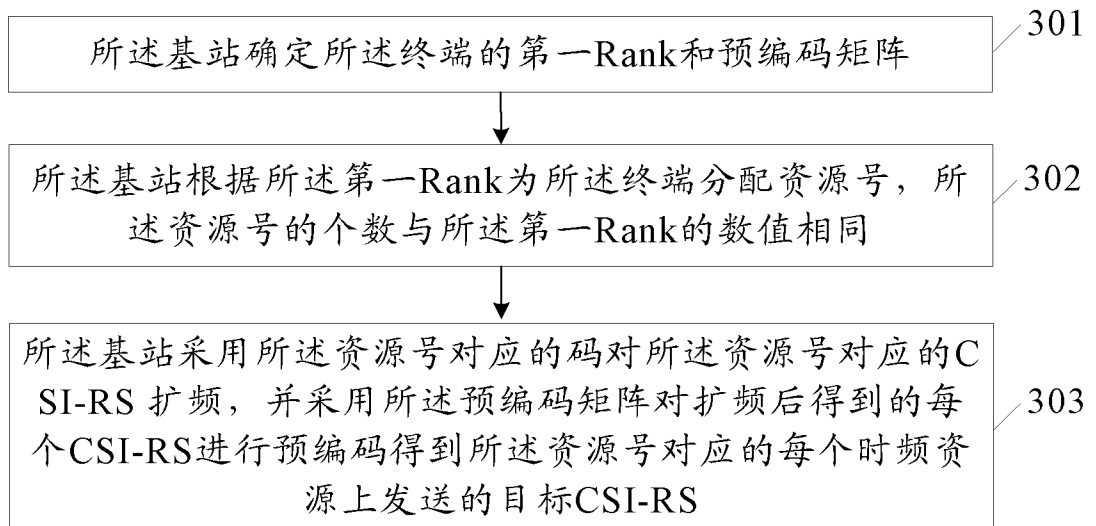 所述基站确定所述终端的第一Rank和预编码矩阵
301
所述基站根据所述第一Rank为所述终端分配资源号，所
述资源号的个数与所述第一Rank的数值相同
302
所述基站采用所述资源号对应的码对所述资源号对应的C
SI-RS 扩频，并采用所述预编码矩阵对扩频后得到的每
个CSI-RS进行预编码得到所述资源号对应的每个时频资
源上发送的目标CSI-RS
303